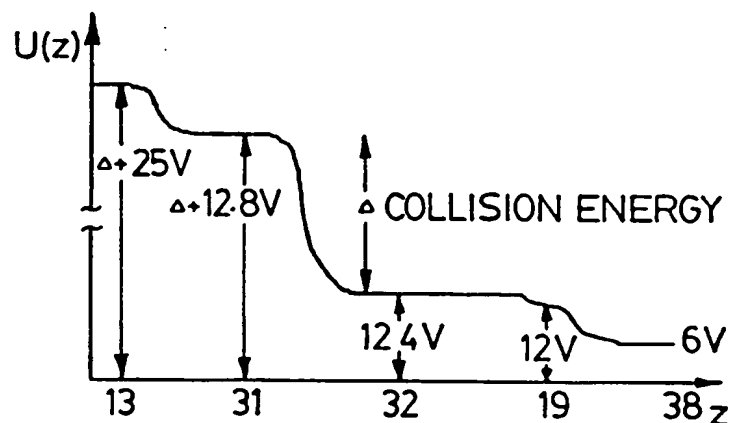 U(z)
Δ+25V
Δ+12.8V
Δ COLLISION ENERGY
12.4V
12V
6V
13 31 32 19 38 z